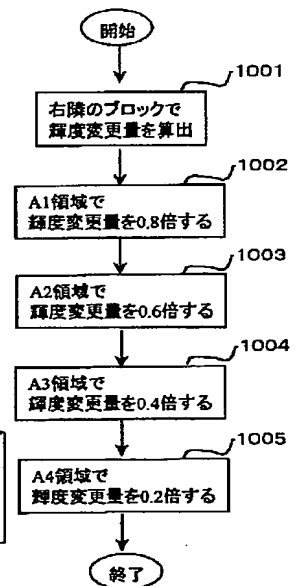 開始
1001
右隣のブロックで
輝度変更量を算出
1002
A1領域で
輝度変更量を0.8倍する
1003
A2領域で
輝度変更量を0.6倍する
1004
A3領域で
輝度変更量を0.4倍する
1005
A4領域で
輝度変更量を0.2倍する
終了